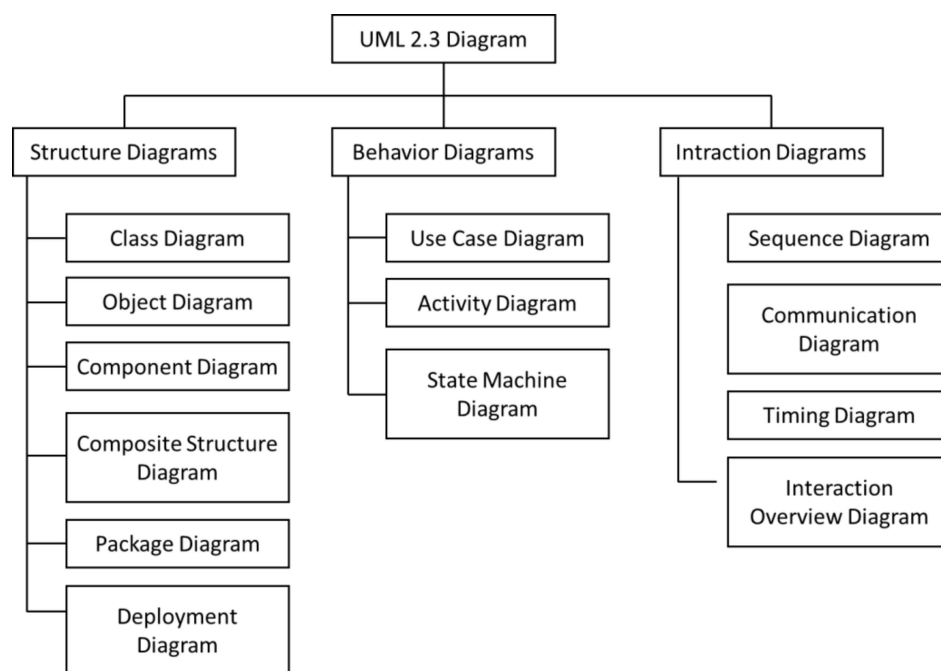 UML 2.3 Diagram
Structure Diagrams
Class Diagram
Object Diagram
Component Diagram
Composite Structure
Diagram
Package Diagram
Deployment
Diagram
Behavior Diagrams
Use Case Diagram
Activity Diagram
State Machine
Diagram
Intraction Diagrams
Sequence Diagram
Communication
Diagram
Timing Diagram
Interaction
Overview Diagram